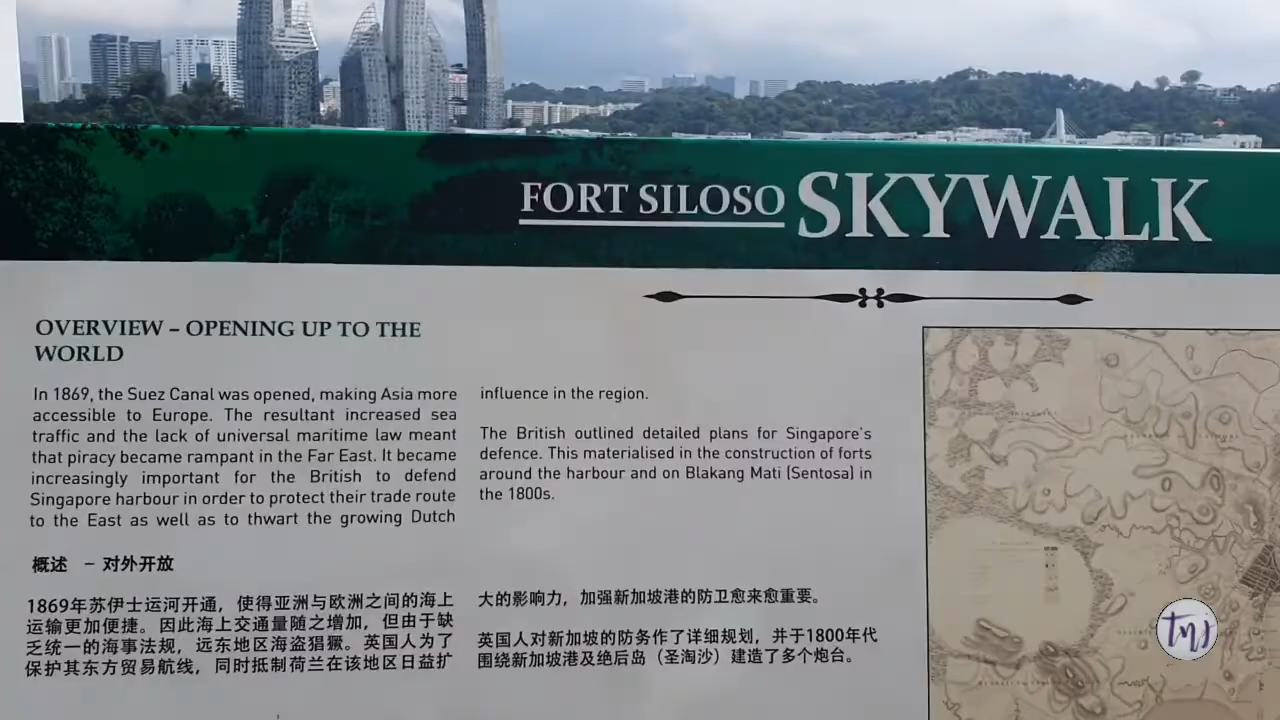 FORT SILOSO SKYWALK
OVERVIEW – OPENING UP TO THE
WORLD
In 1869, the Suez Canal was opened, making Asia more
accessible to Europe. The resultant increased sea
traffic and the lack of universal maritime law meant
that piracy became rampant in the Far East. It became
increasingly important for the British to defend
Singapore harbour in order to protect their trade route
to the East as well as to thwart the growing Dutch
influence in the region.
The British outlined detailed plans for Singapore's
defence. This materialised in the construction of forts
around the harbour and on Blakang Mati (Sentosa) in
the 1800s.
概述 – 对外开放
1869年苏伊士运河开通，使得亚洲与欧洲之间的海上
运输更加便捷。因此海上交通量随之增加，但由于缺
乏统一的海事法规，远东地区海盗猖獗。英国人为了
保护其东方贸易航线，同时抵制荷兰在该地区日益扩
大的影响力，加强新加坡港的防卫愈来愈重要。
英国人对新加坡的防务作了详细规划，并于1800年代
围绕新加坡港及绝后岛（圣淘沙）建造了多个炮台。
tnj